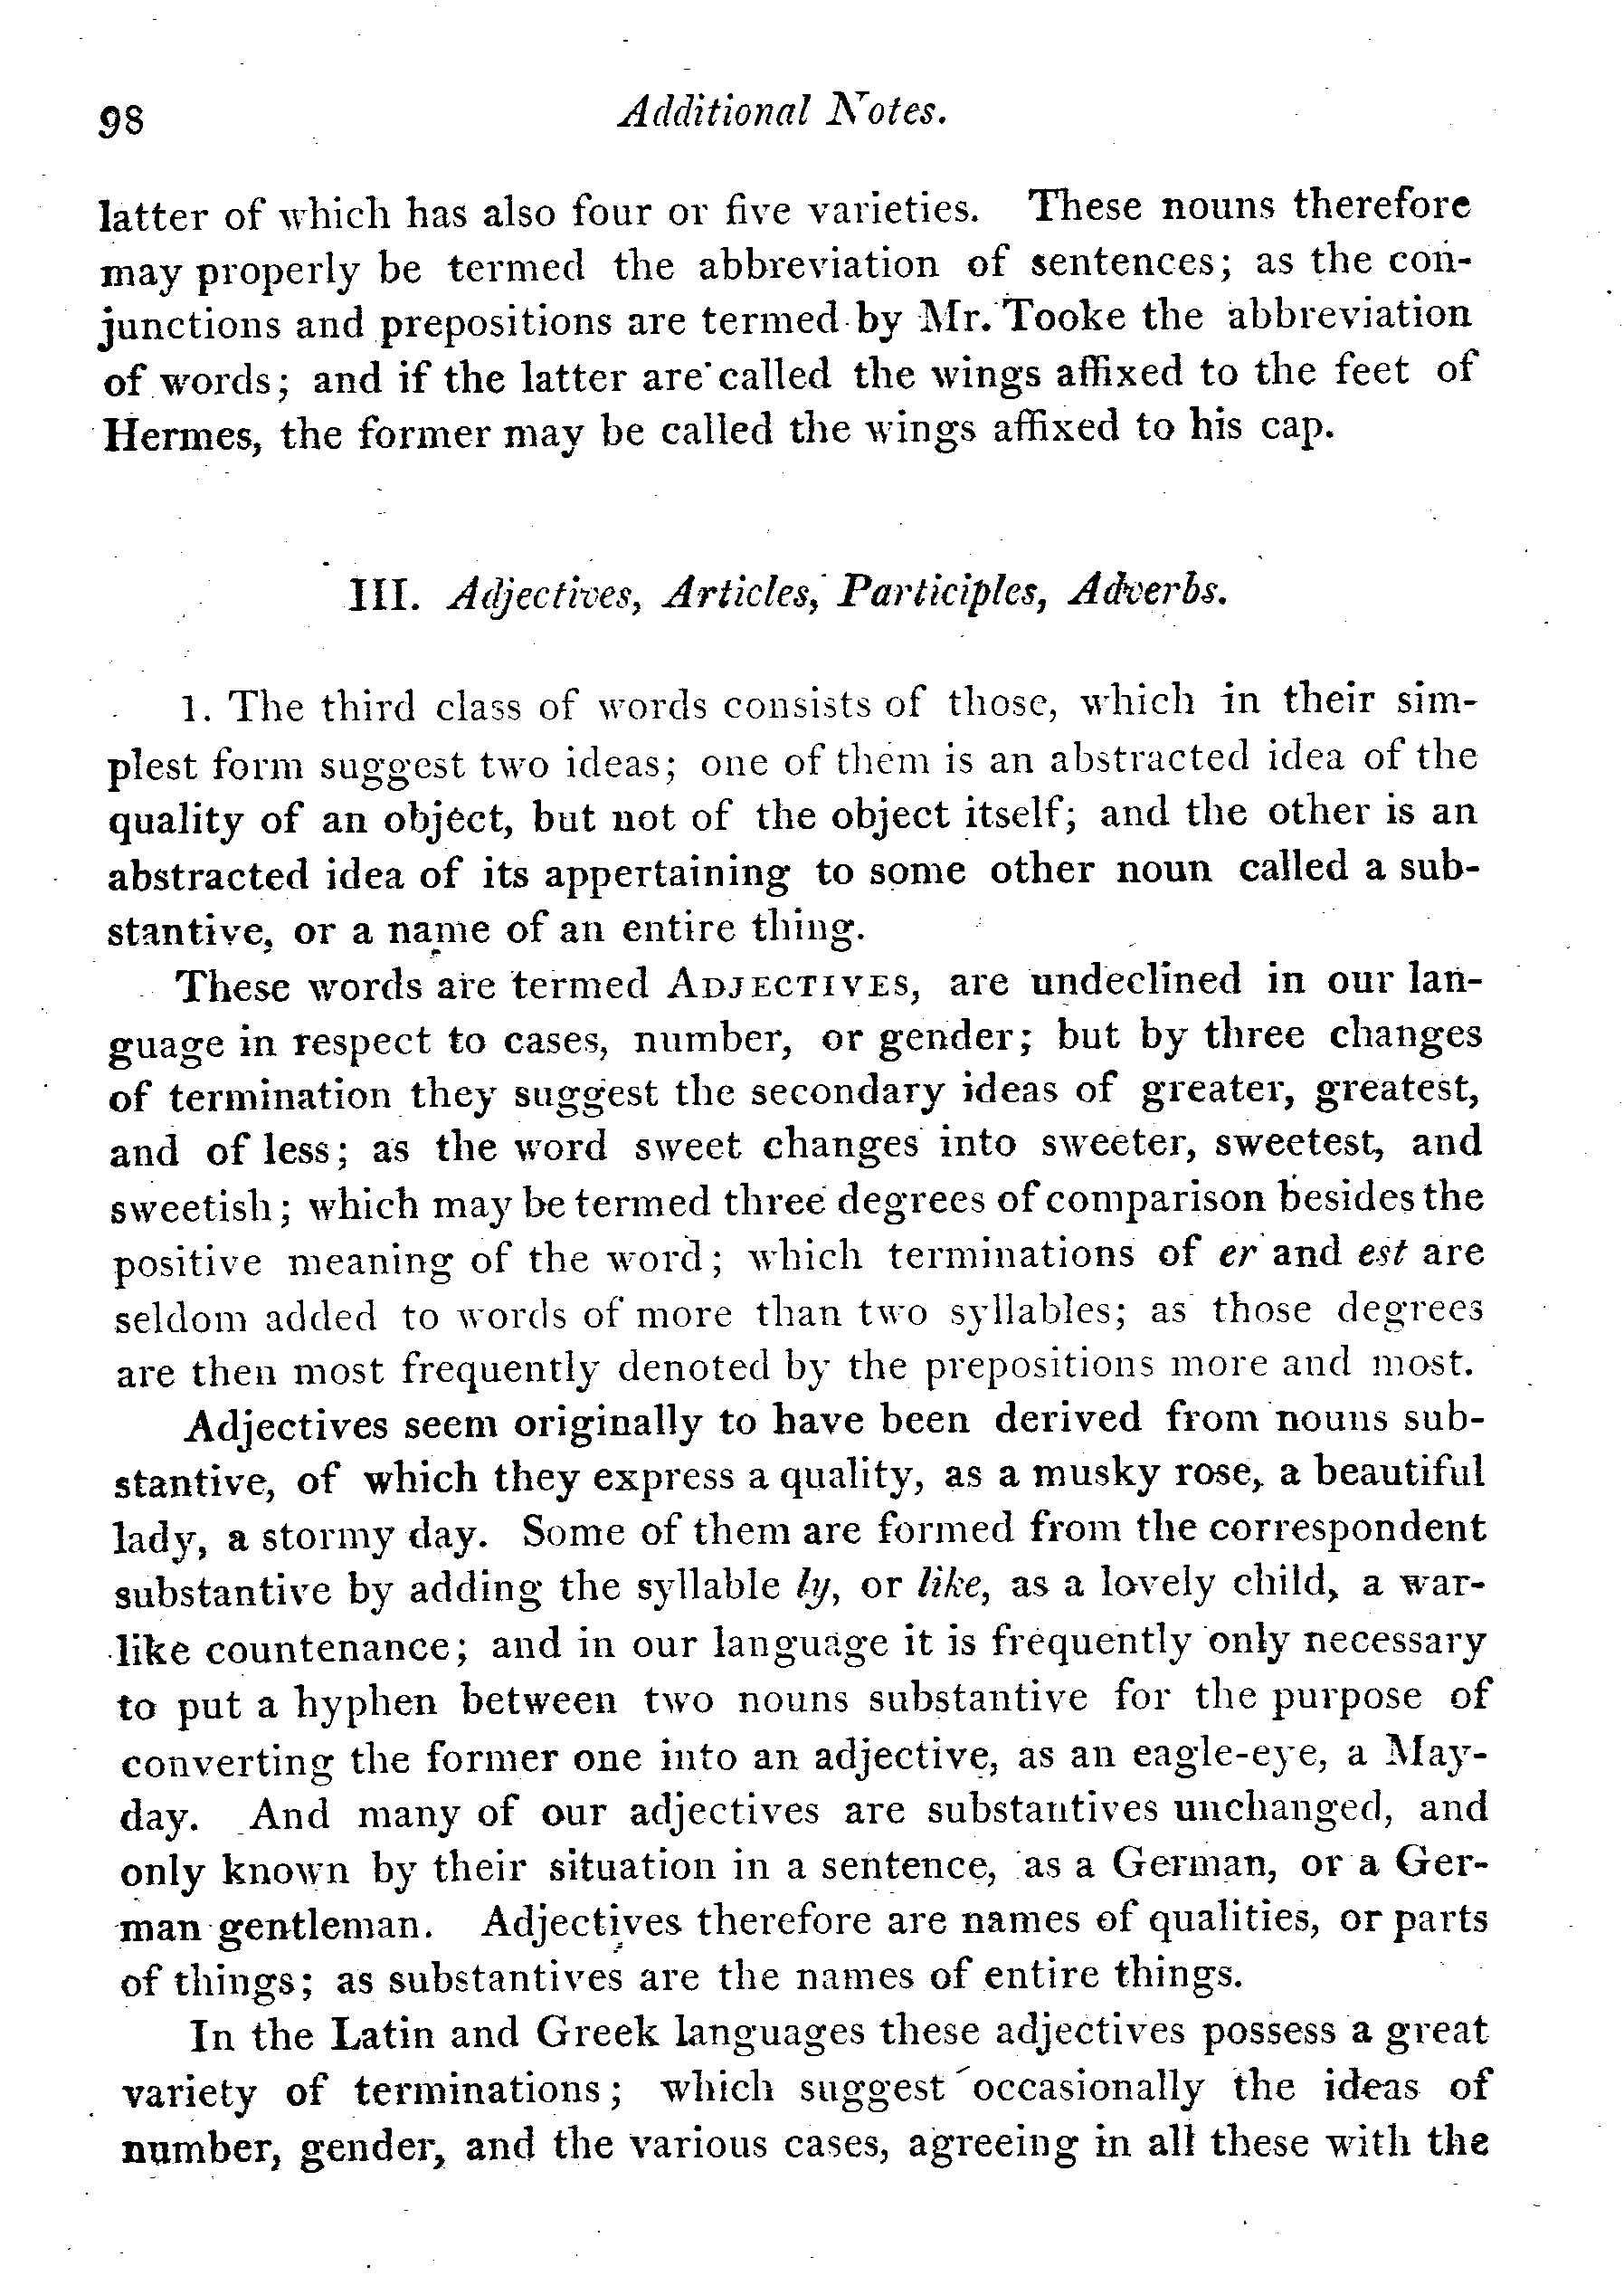 98 Additional Notes.
latter of which has also four or five varieties. These nouns therefore
may properly be termed the abbreviation of sentences; as the con-
junctions and prepositions are termed by Mr. Tooke the abbreviation
of words; and if the latter are called the wings affixed to the feet of
Hermes, the former may be called the wings affixed to his cap.
III. Adjectives, Articles, Participles, Adverbs.
1. The third class of words consists of those, which in their sim-
plest form suggest two ideas; one of them is an abstracted idea of the
quality of an object, but not of the object itself; and the other is an
abstracted idea of its appertaining to some other noun called a sub-
stantive, or a name of an entire thing.
These words are termed ADJECTIVES, are undeclined in our lan-
guage in respect to cases, number, or gender; but by three changes
of termination they suggest the secondary ideas of greater, greatest,
and of less; as the word sweet changes into sweeter, sweetest, and
sweetish; which may be termed three degrees of comparison besides the
positive meaning of the word; which terminations of er and est are
seldom added to words of more than two syllables; as those degrees
are then most frequently denoted by the prepositions more and most.
Adjectives seem originally to have been derived from nouns sub-
stantive, of which they express a quality, as a musky rose, a beautiful
lady, a stormy day. Some of them are formed from the correspondent
substantive by adding the syllable ly, or like, as a lovely child, a war-
like countenance; and in our language it is frequently only necessary
to put a hyphen between two nouns substantive for the purpose of
converting the former one into an adjective, as an eagle-eye, a May-
day. And many of our adjectives are substantives unchanged, and
only known by their situation in a sentence, as a German, or a Ger-
man gentleman. Adjectives therefore are names of qualities, or parts
of things; as substantives are the names of entire things.
In the Latin and Greek languages these adjectives possess a great
variety of terminations; which suggest occasionally the ideas of
number, gender, and the various cases, agreeing in all these with the